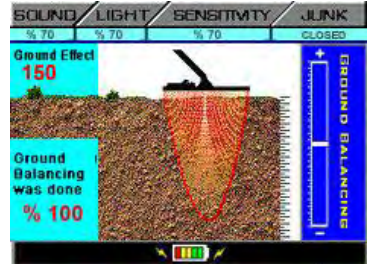 SOUND LIGHT SENSITIVITY JUNK
% 70 % 70 % 70 CLOSED
Ground Effect
150
Ground
Balancing
was done
% 100
+
GROUND BALANCING
-